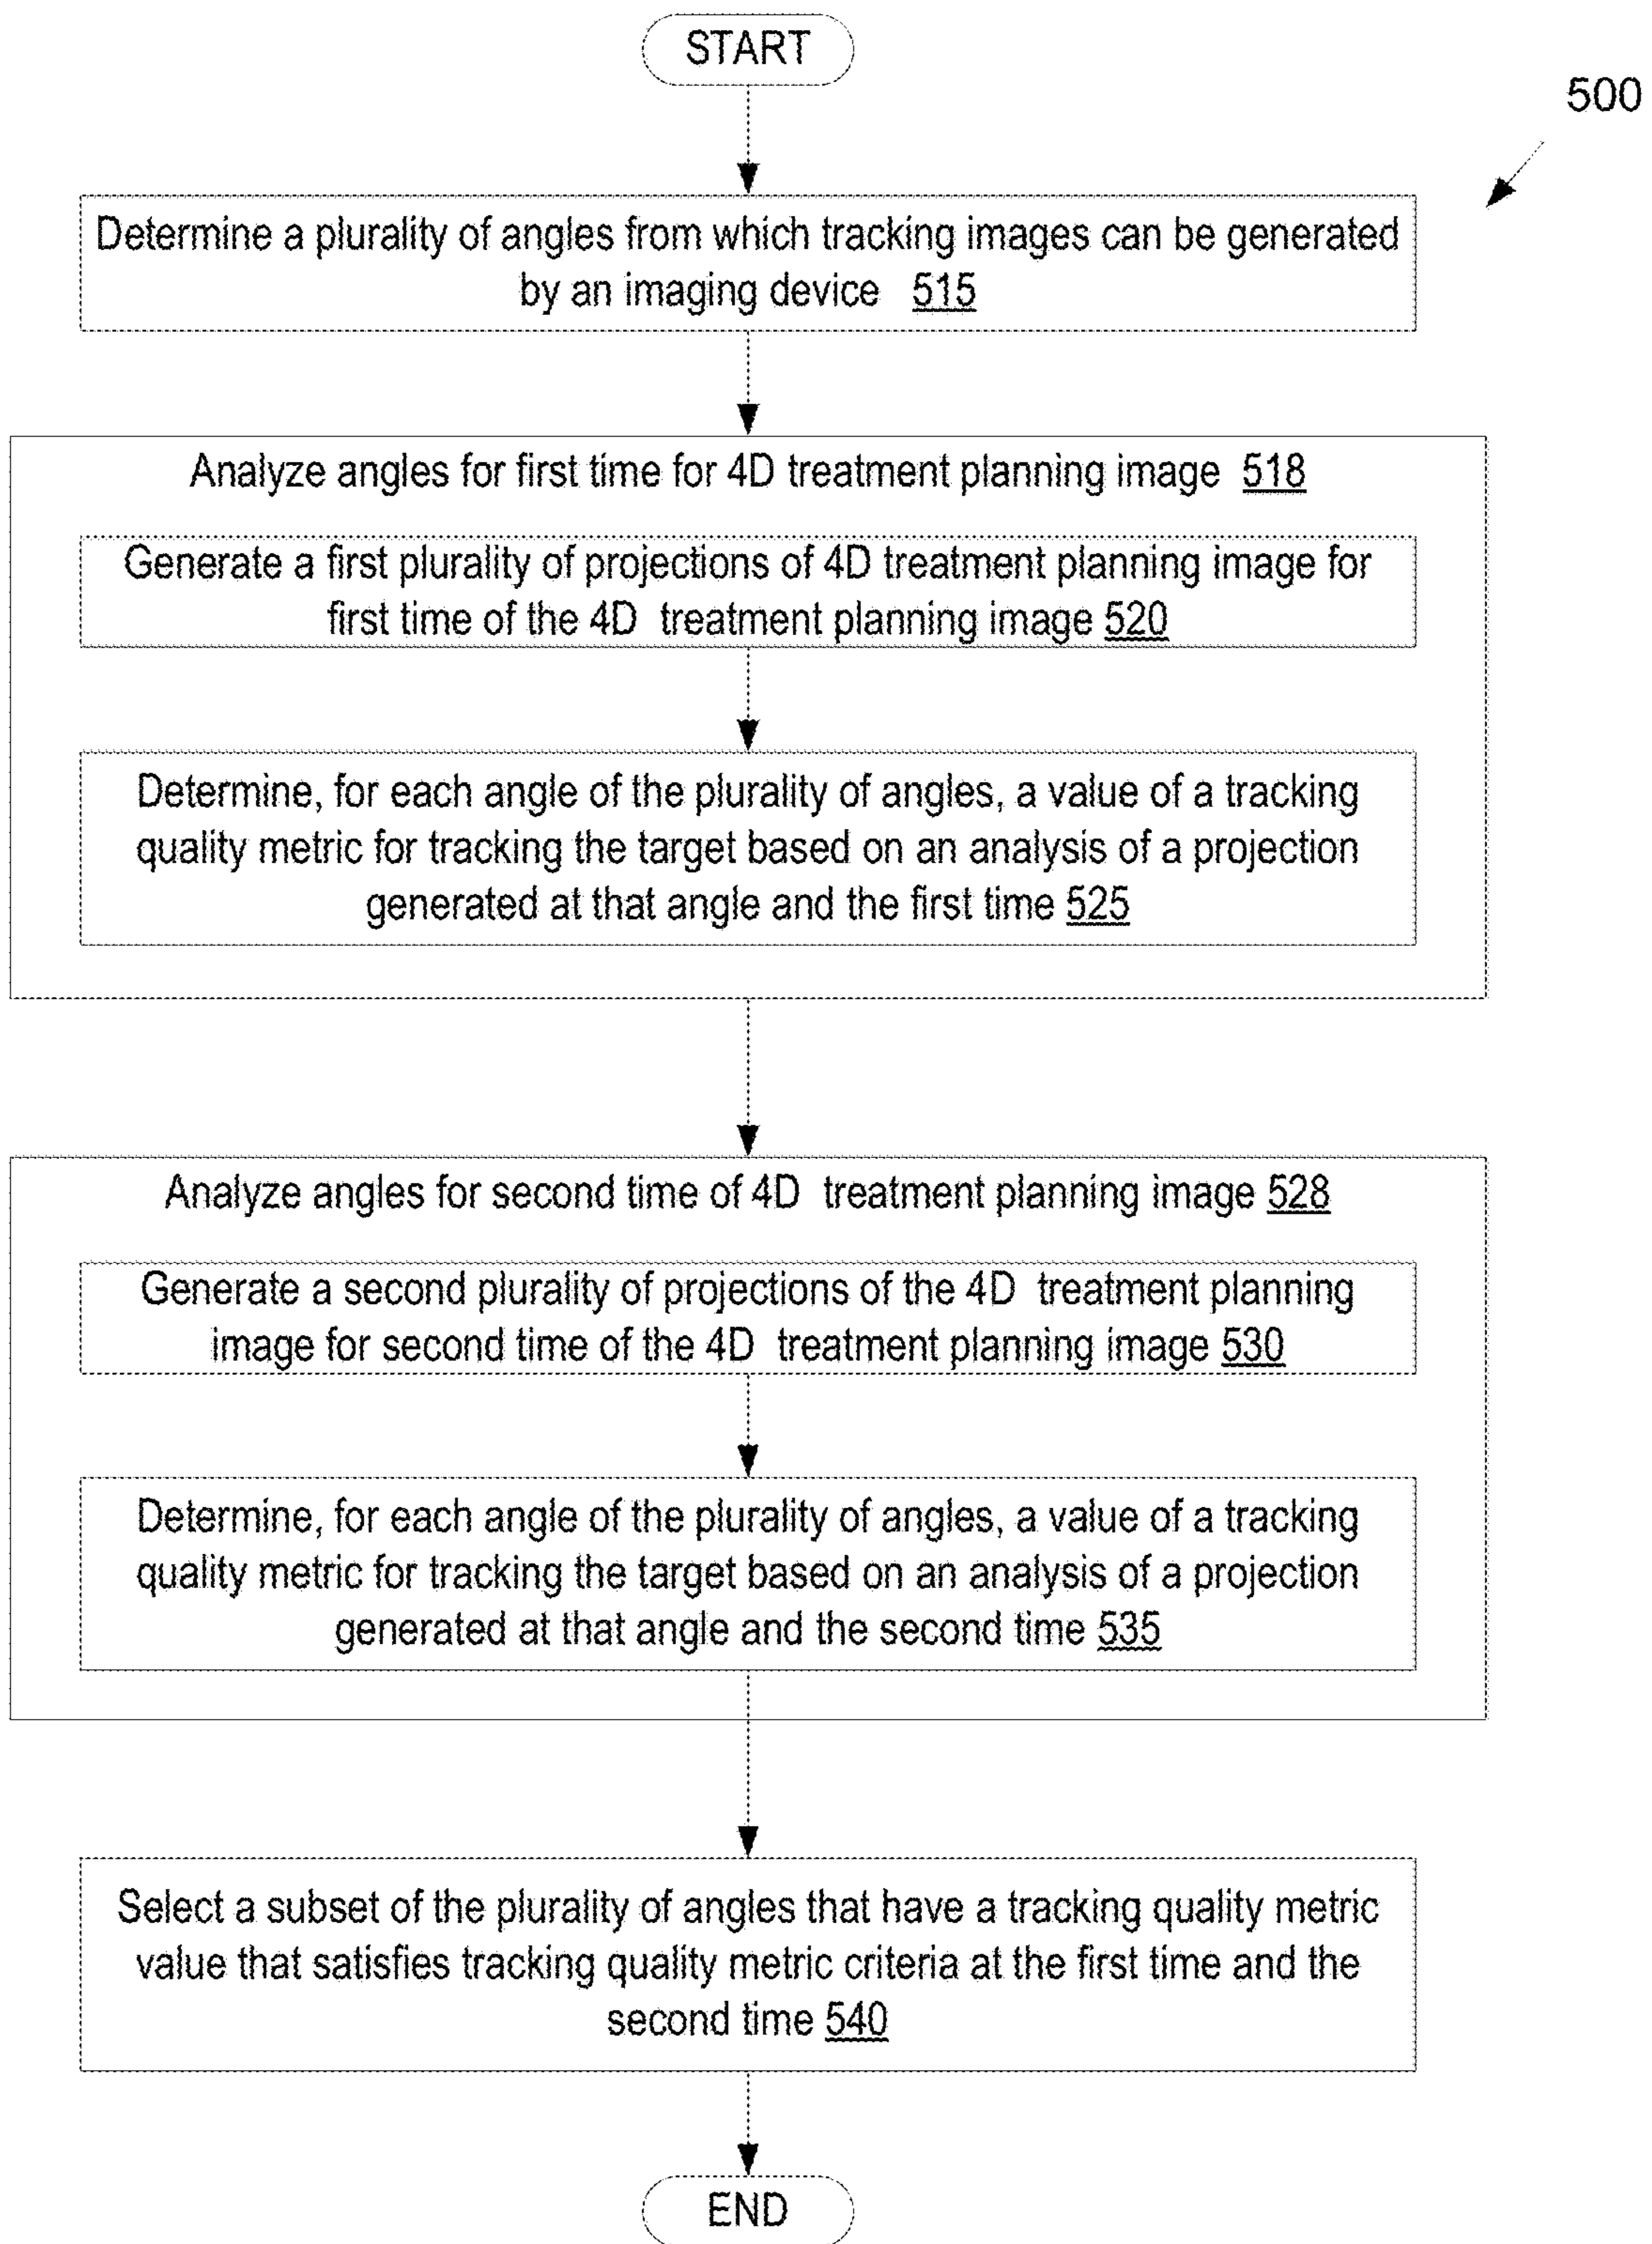 START
500
Determine a plurality of angles from which tracking images can be generated
by an imaging device 515
Analyze angles for first time for 4D treatment planning image 518
Generate a first plurality of projections of 4D treatment planning image for
first time of the 4D treatment planning image 520
Determine, for each angle of the plurality of angles, a value of a tracking
quality metric for tracking the target based on an analysis of a projection
generated at that angle and the first time 525
Analyze angles for second time of 4D treatment planning image 528
Generate a second plurality of projections of the 4D treatment planning
image for second time of the 4D treatment planning image 530
Determine, for each angle of the plurality of angles, a value of a tracking
quality metric for tracking the target based on an analysis of a projection
generated at that angle and the second time 535
Select a subset of the plurality of angles that have a tracking quality metric
value that satisfies tracking quality metric criteria at the first time and the
second time 540
END